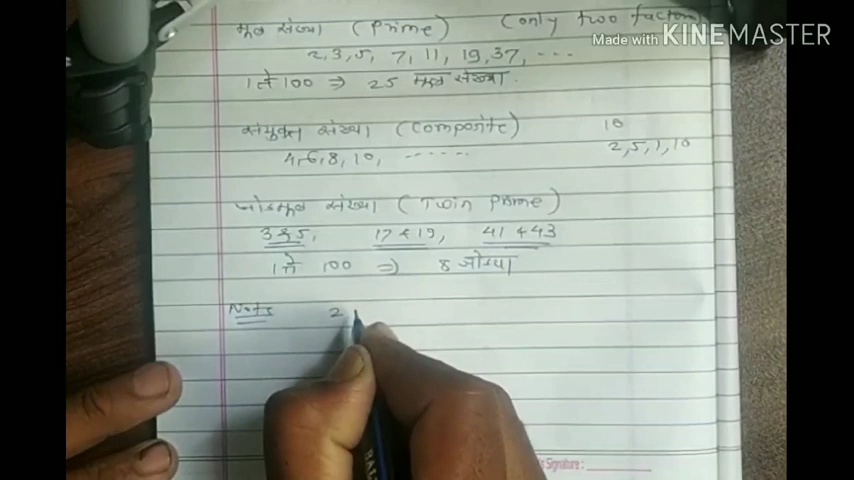 मूळ संख्या (Prime) (only two factors
Made with KINEMASTER
2, 3, 5, 7, 11, 19, 37, ...
1 ते 100 ⇒ 25 मूळ संख्या.
संयुक्त संख्या (Composite) 10
4, 6, 8, 10, ....... 2, 5, 1, 10
जोडमूळ संख्या (Twin Prime)
3 & 5, 17 & 19, 41 & 43
1 ते 100 ⇒ 8 जोड्या
Note 2
Signature :